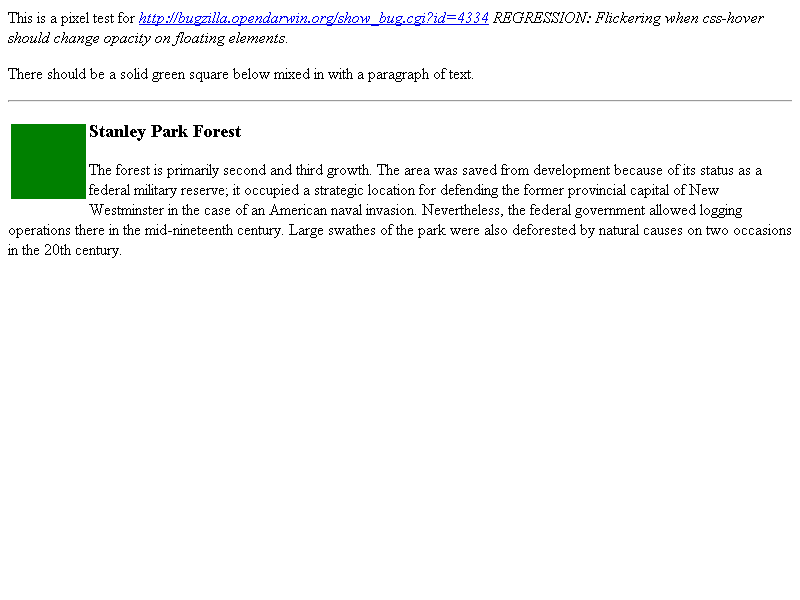 This is a pixel test for http://bugzilla.opendarwin.org/show_bug.cgi?id=4334 REGRESSION: Flickering when css-hover
should change opacity on floating elements.
There should be a solid green square below mixed in with a paragraph of text.
Stanley Park Forest
The forest is primarily second and third growth. The area was saved from development because of its status as a
federal military reserve; it occupied a strategic location for defending the former provincial capital of New
Westminster in the case of an American naval invasion. Nevertheless, the federal government allowed logging
operations there in the mid-nineteenth century. Large swathes of the park were also deforested by natural causes on two occasions
in the 20th century.